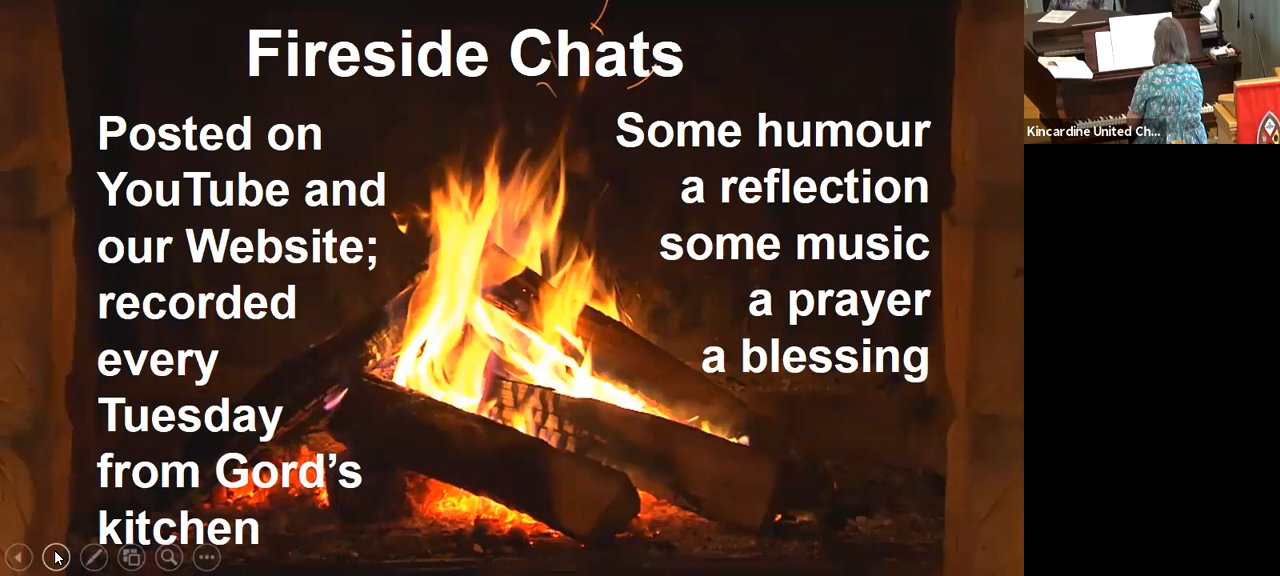 Fireside Chats
Posted on
YouTube and
our Website;
recorded
every
Tuesday
from Gord’s
kitchen
Some humour
a reflection
some music
a prayer
a blessing
Kincardine United Ch...